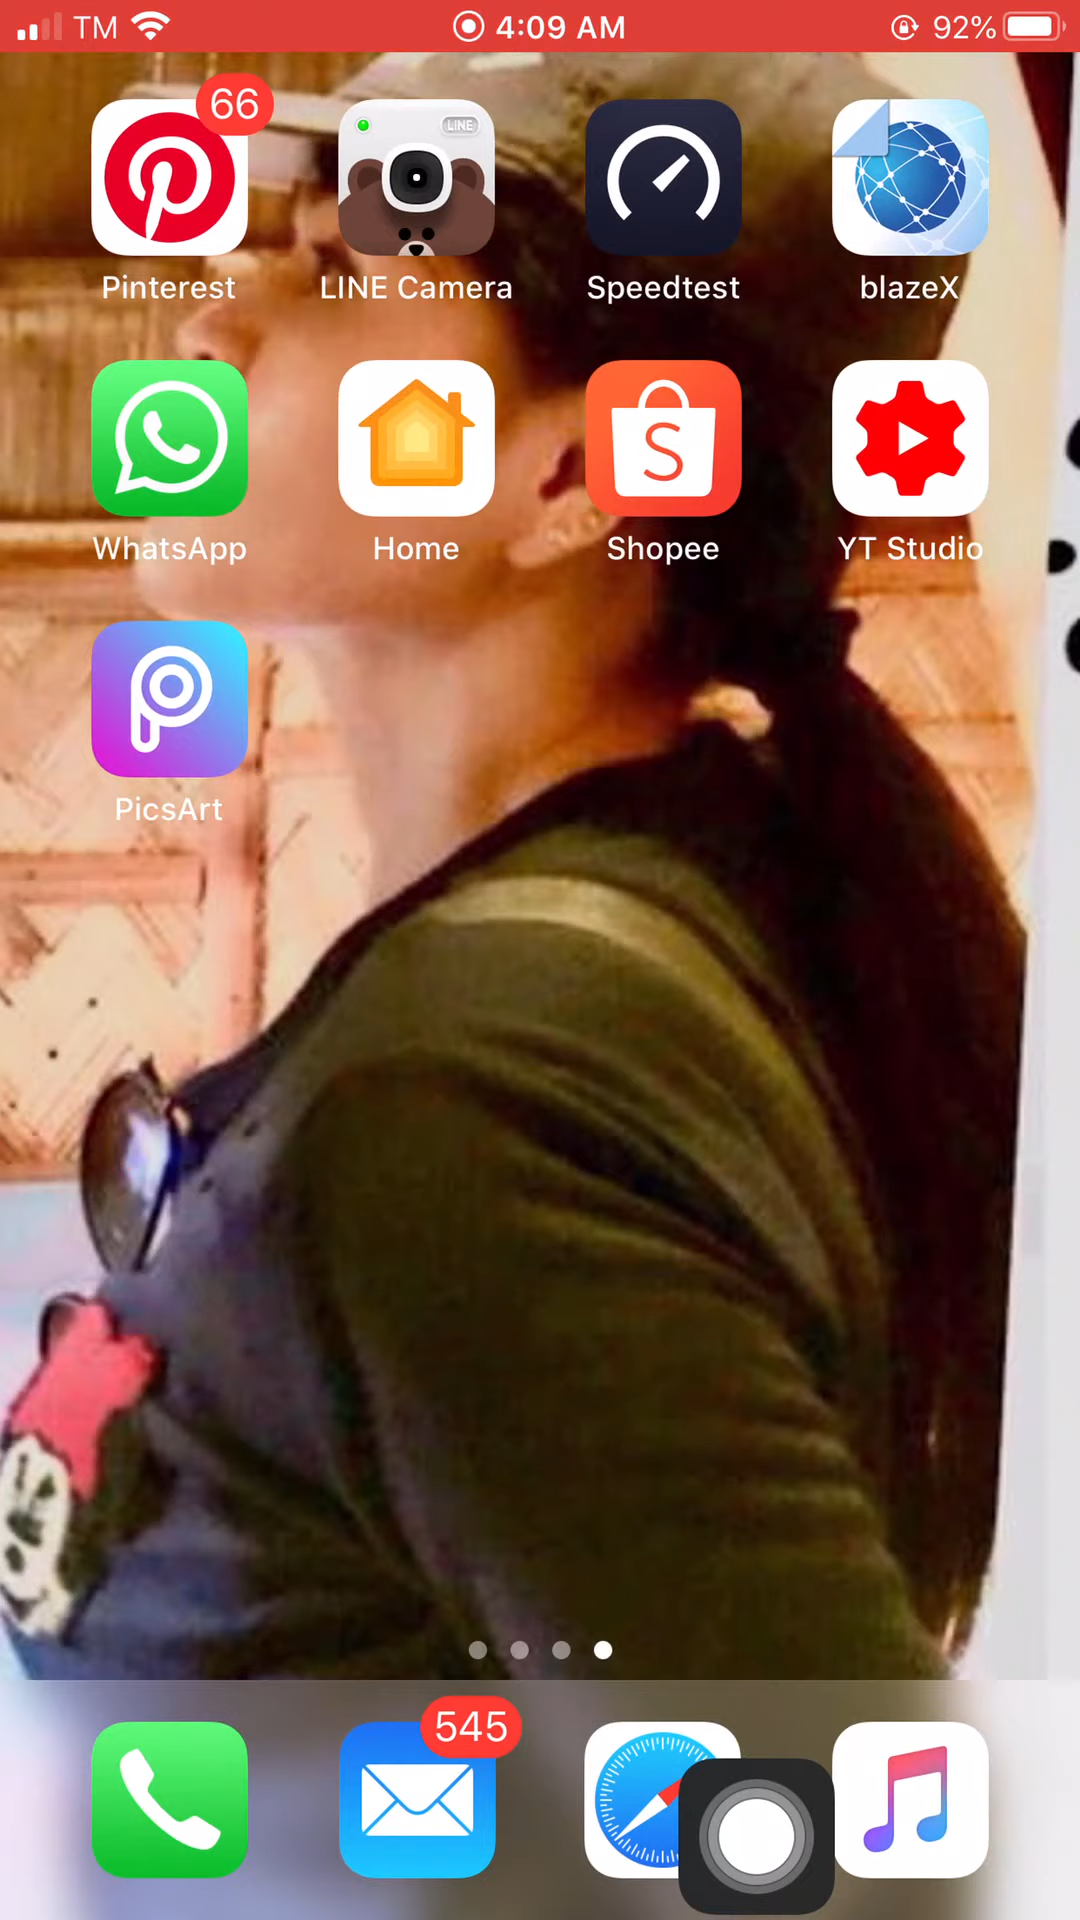 TM 4:09 AM 92%
66
LINE
Pinterest LINE Camera Speedtest blazeX
WhatsApp Home Shopee YT Studio
PicsArt
545